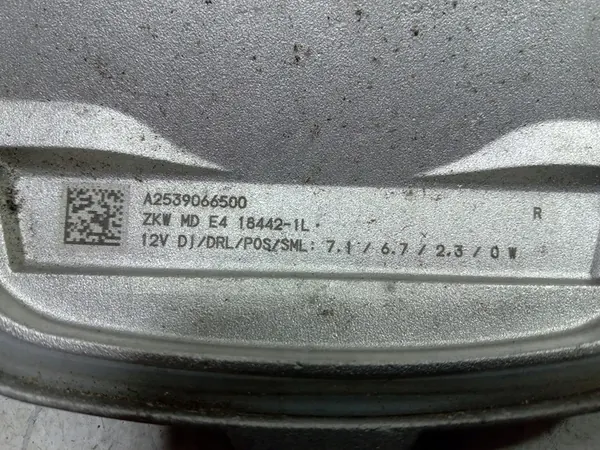 A2539066500
ZKW MD E4 18442-1L
R
12V DI/DRL/POS/SML: 7.1 / 6.7 / 2.3 / 0 W